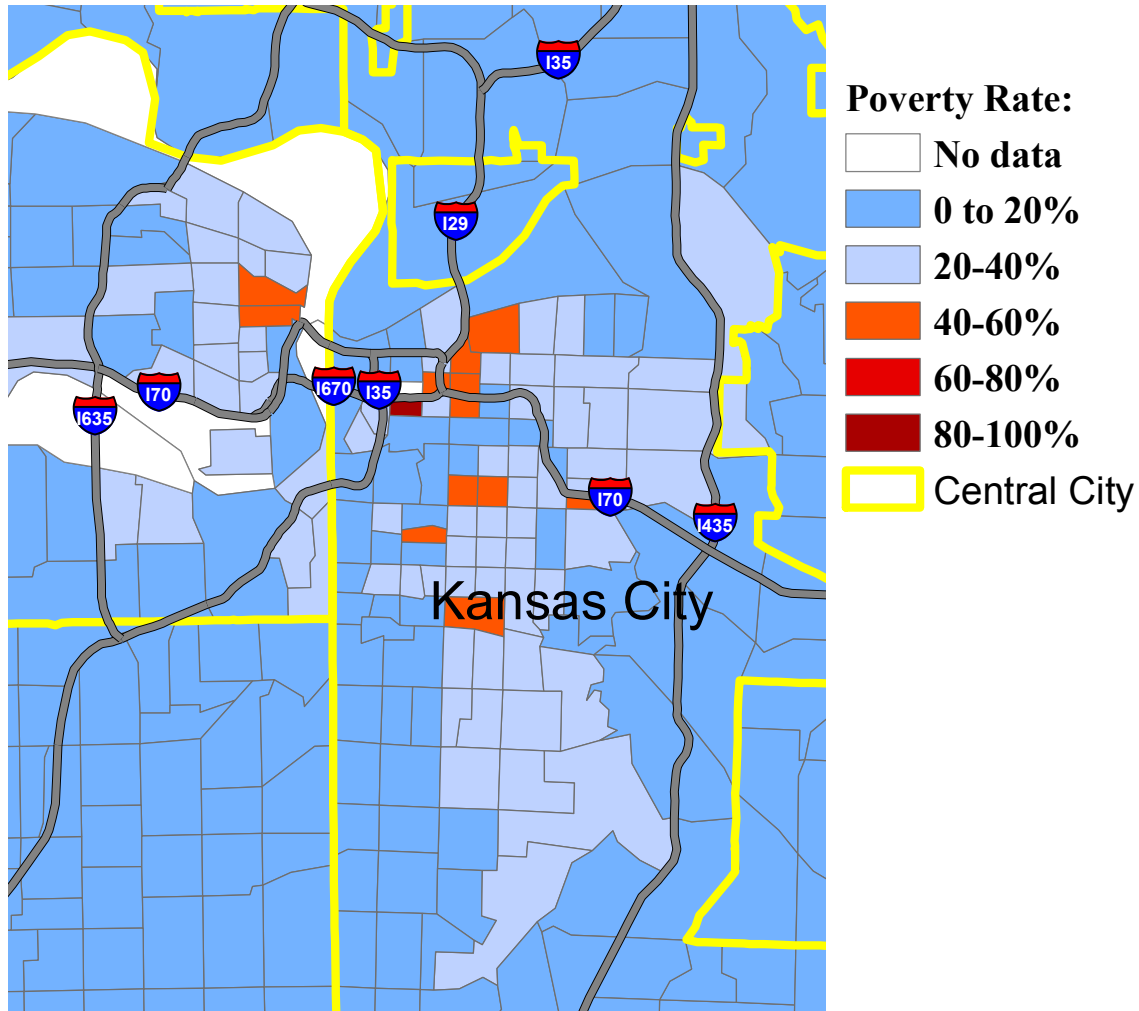 I35
I29
I670
I35
I70
I635
I70
I435
Kansas City
Poverty Rate:
No data
0 to 20%
20-40%
40-60%
60-80%
80-100%
Central City